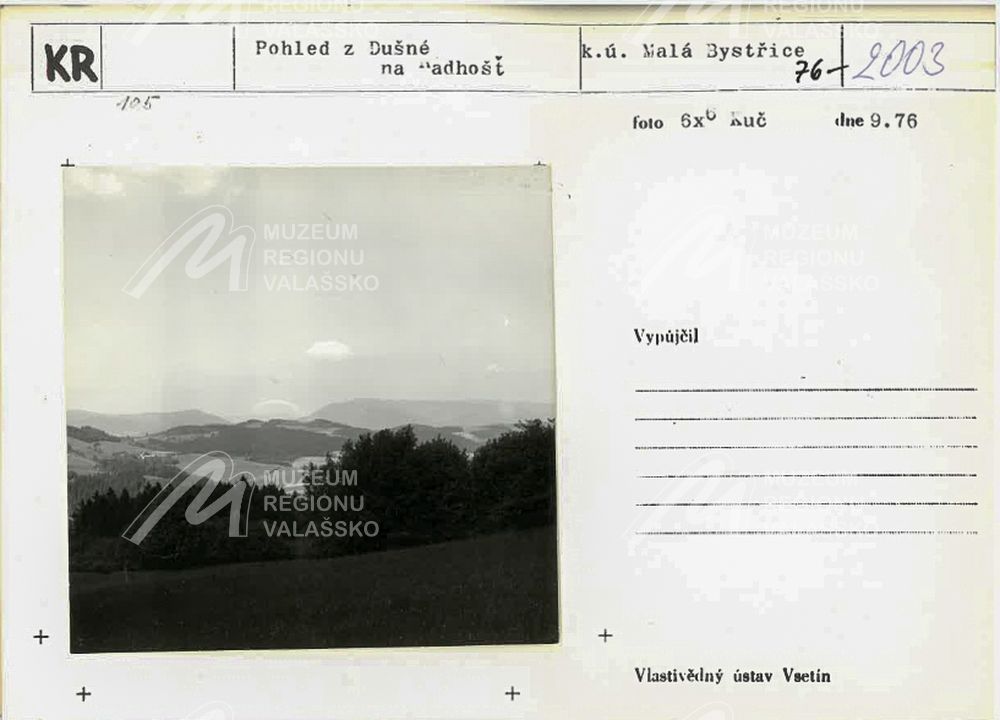 KR
Pohled z Dušné
na Radhošť
k.ú. Malá Bystřice
76-2003
105
foto 6x6 Kuč
dne 9.76
MUZEUM
REGIONU
VALAŠSKO
MUZEUM
REGIONU
VALAŠSKO
Vypůjčil
MUZEUM
REGIONU
VALAŠSKO
MUZEUM
REGIONU
VALAŠSKO
Vlastivědný ústav Vsetín